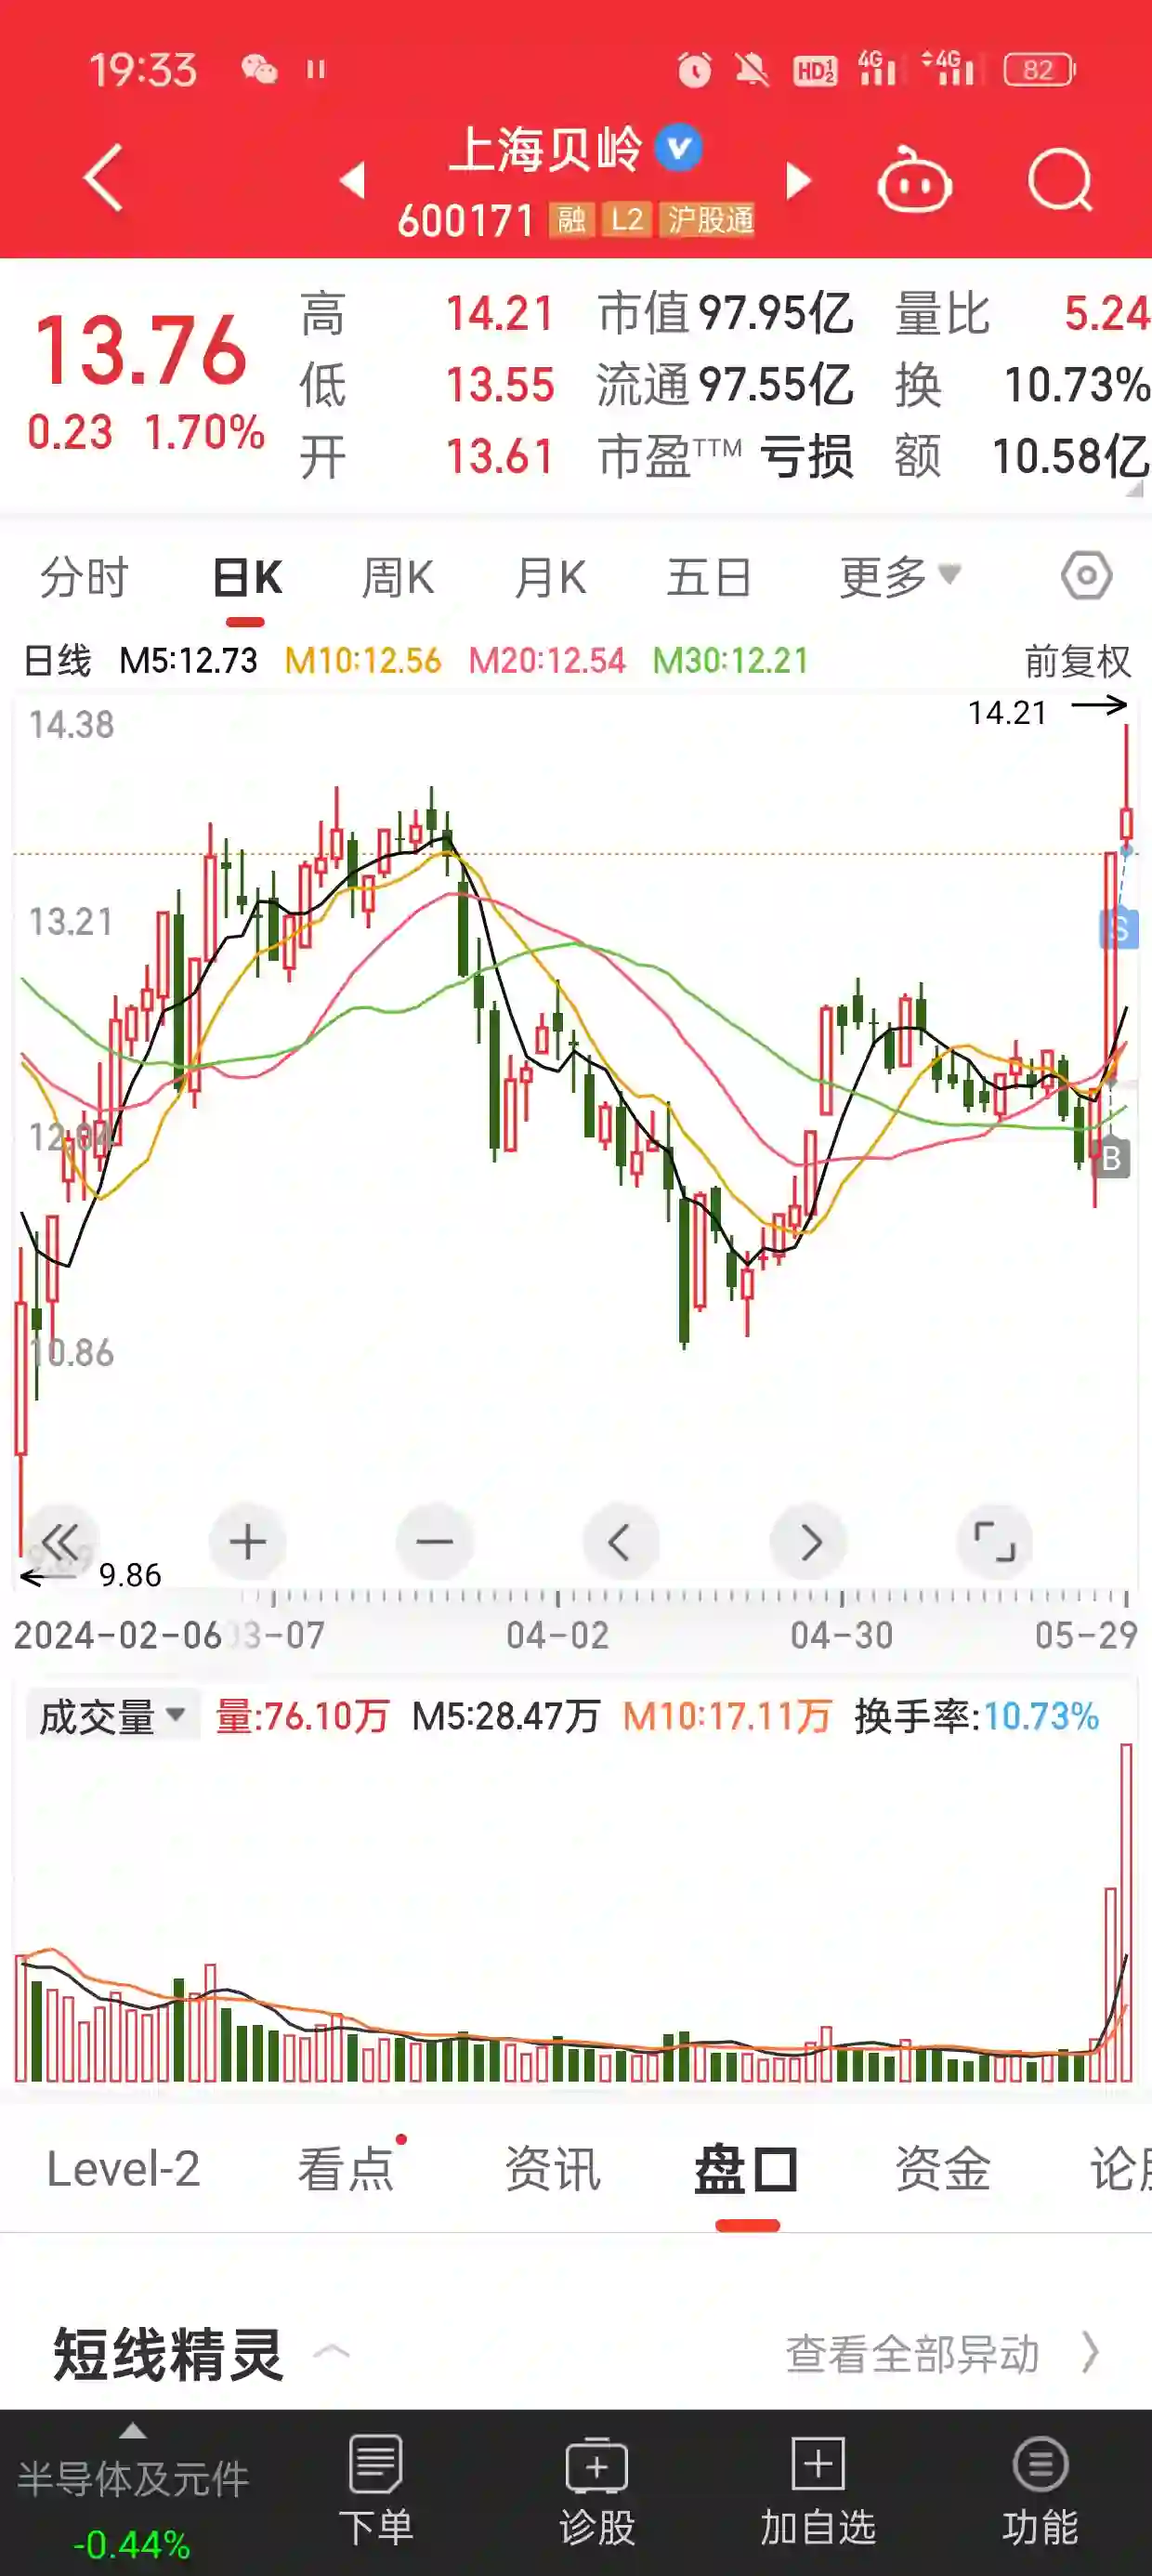 19:33 HD 1 2 4G 4G 82
上海贝岭
600171 融 L2 沪股通
13.76
0.23 1.70%
高 14.21 市值 97.95亿 量比 5.24
低 13.55 流通 97.55亿 换 10.73%
开 13.61 市盈TTM 亏损 额 10.58亿
分时 日K 周K 月K 五日 更多
日线 M5:12.73 M10:12.56 M20:12.54 M30:12.21 前复权
14.38
14.21
13.21
S
12.04
B
10.86
9.86
2024-02-06 03-07 04-02 04-30 05-29
成交量 量:76.10万 M5:28.47万 M10:17.11万 换手率:10.73%
Level-2 看点 资讯 盘口 资金 论
短线精灵 查看全部异动
半导体及元件
-0.44%
下单 诊股 加自选 功能